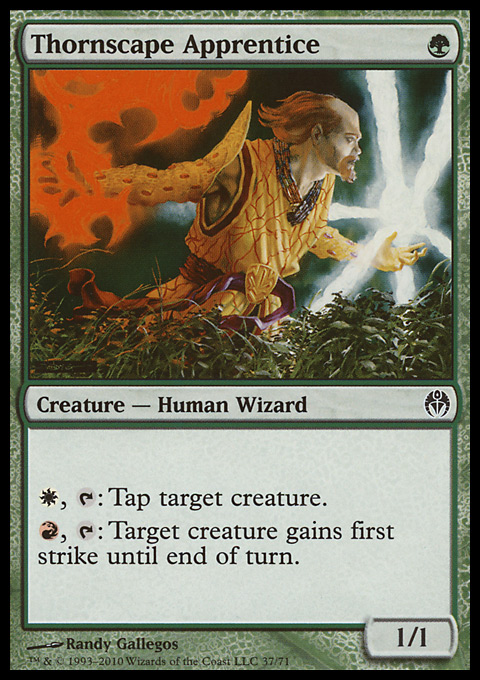 Thornscape Apprentice
Creature — Human Wizard
, : Tap target creature.
, : Target creature gains first
strike until end of turn.
Randy Gallegos
1/1
™ & © 1993–2010 Wizards of the Coast LLC 37/71